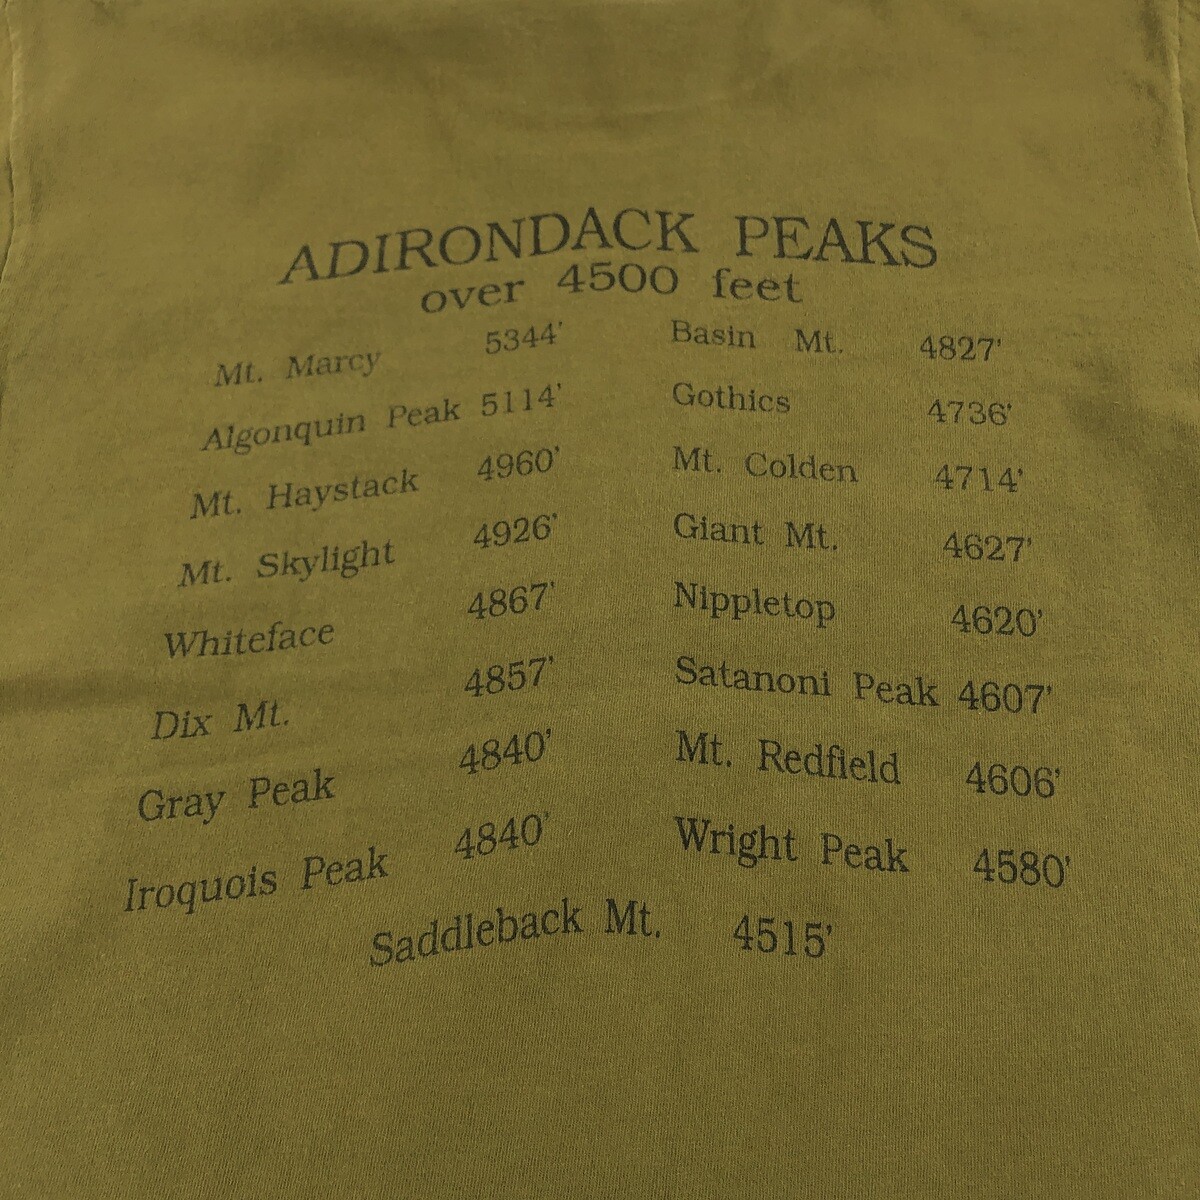 ADIRONDACK PEAKS
over 4500 feet
Mt. Marcy 5344'
Algonquin Peak 5114'
Mt. Haystack 4960'
Mt. Skylight 4926'
Whiteface 4867'
Dix Mt. 4857'
Gray Peak 4840'
Iroquois Peak 4840'
Basin Mt. 4827'
Gothics 4736'
Mt. Colden 4714'
Giant Mt. 4627'
Nippletop 4620'
Satanoni Peak 4607'
Mt. Redfield 4606'
Wright Peak 4580'
Saddleback Mt. 4515'